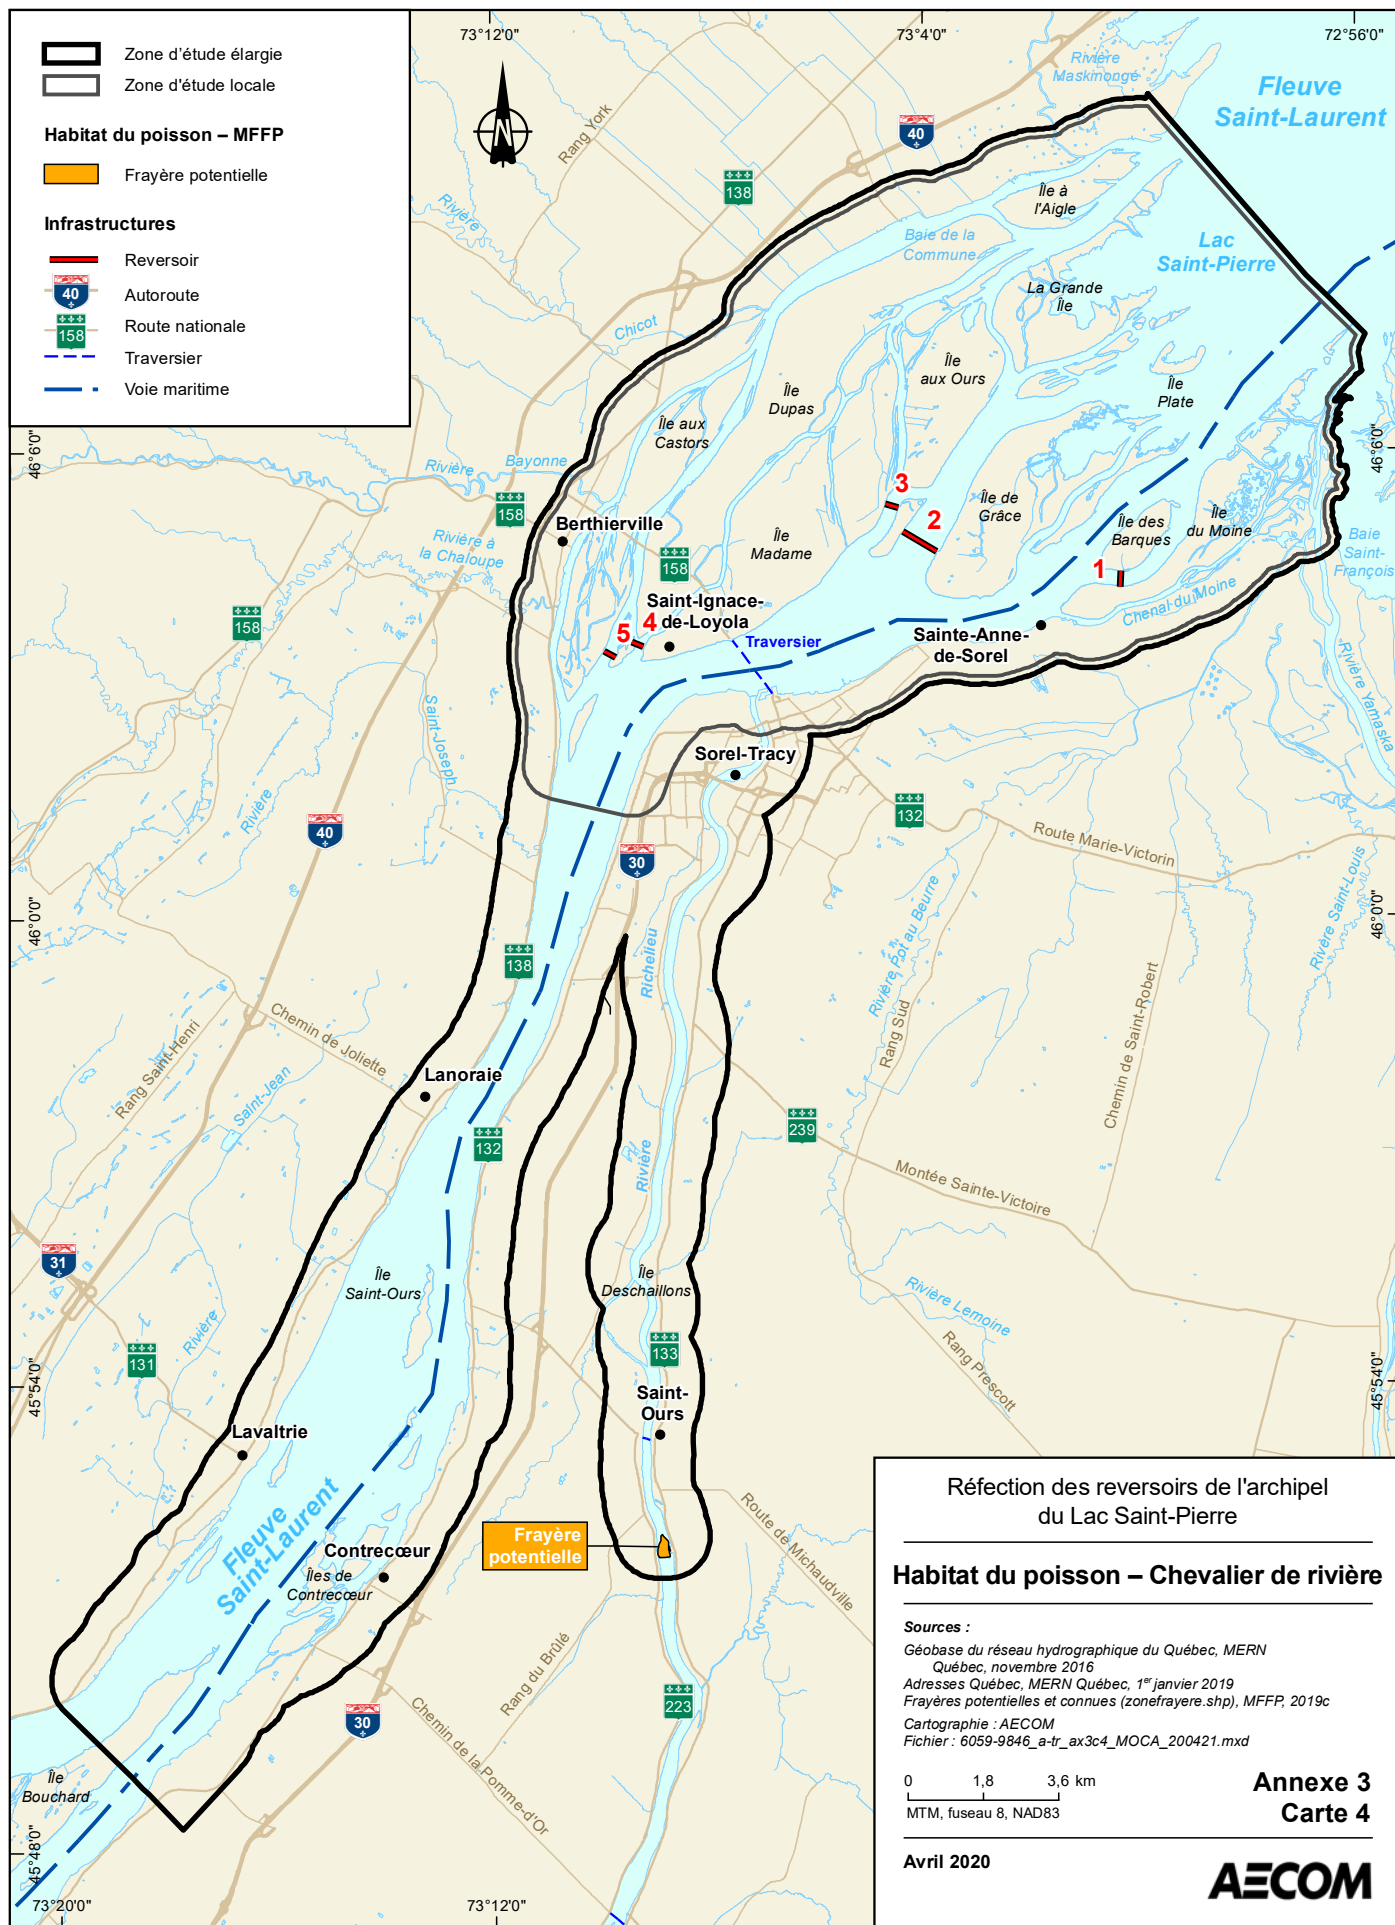 Zone d'étude élargie
Zone d'étude locale
Habitat du poisson – MFFP
Frayère potentielle
Infrastructures
Reversoir
40
Autoroute
158
Route nationale
Traversier
Voie maritime
73°12'0"
73°4'0"
72°56'0"
N
Rivière
Maskinongé
Fleuve
Saint-Laurent
40
Rang York
138
Rivière
Île à
l'Aigle
Baie de la
Commune
Lac
Saint-Pierre
La Grande
Île
Chicot
Île
aux Ours
Île
Plate
Île
Dupas
Île aux
Castors
46°6'0"
46°6'0"
Rivière
Bayonne
158
3
2
Île de
Grâce
Île des
Barques
Île
du Moine
Berthierville
Île
Madame
Rivière à
la Chaloupe
158
Baie
Saint-
François
1
Chenal du Moine
Saint-Ignace-
de-Loyola
158
5
4
Traversier
Sainte-Anne-
de-Sorel
Rivière Yamaska
Saint-Joseph
Sorel-Tracy
Rivière
40
30
132
Route Marie-Victorin
Rivière Saint-Louis
Rivière Pot au Beurre
46°0'0"
46°0'0"
138
Richelieu
Chemin de Saint-Robert
Rang Sud
Chemin de Joliette
Rang Saint-Henri
Saint-Jean
Lanoraie
132
239
Rivière
Montée Sainte-Victoire
31
Île
Saint-Ours
Île
Deschaillons
Rivière Lemoine
Rivière
131
133
Rang Prescott
45°54'0"
45°54'0"
Saint-
Ours
Lavaltrie
Route de Michaudville
Fleuve
Saint-Laurent
Frayère
potentielle
Contrecœur
Îles de
Contrecœur
Rang du Brûlé
223
30
Chemin de la Pomme-d'Or
Île
Bouchard
45°48'0"
73°20'0"
73°12'0"
Réfection des reversoirs de l'archipel
du Lac Saint-Pierre
Habitat du poisson – Chevalier de rivière
Sources :
Géobase du réseau hydrographique du Québec, MERN
Québec, novembre 2016
Adresses Québec, MERN Québec, 1er janvier 2019
Frayères potentielles et connues (zonefrayere.shp), MFFP, 2019c
Cartographie : AECOM
Fichier : 6059-9846_a-tr_ax3c4_MOCA_200421.mxd
0 1,8 3,6 km
MTM, fuseau 8, NAD83
Annexe 3
Carte 4
Avril 2020
AECOM